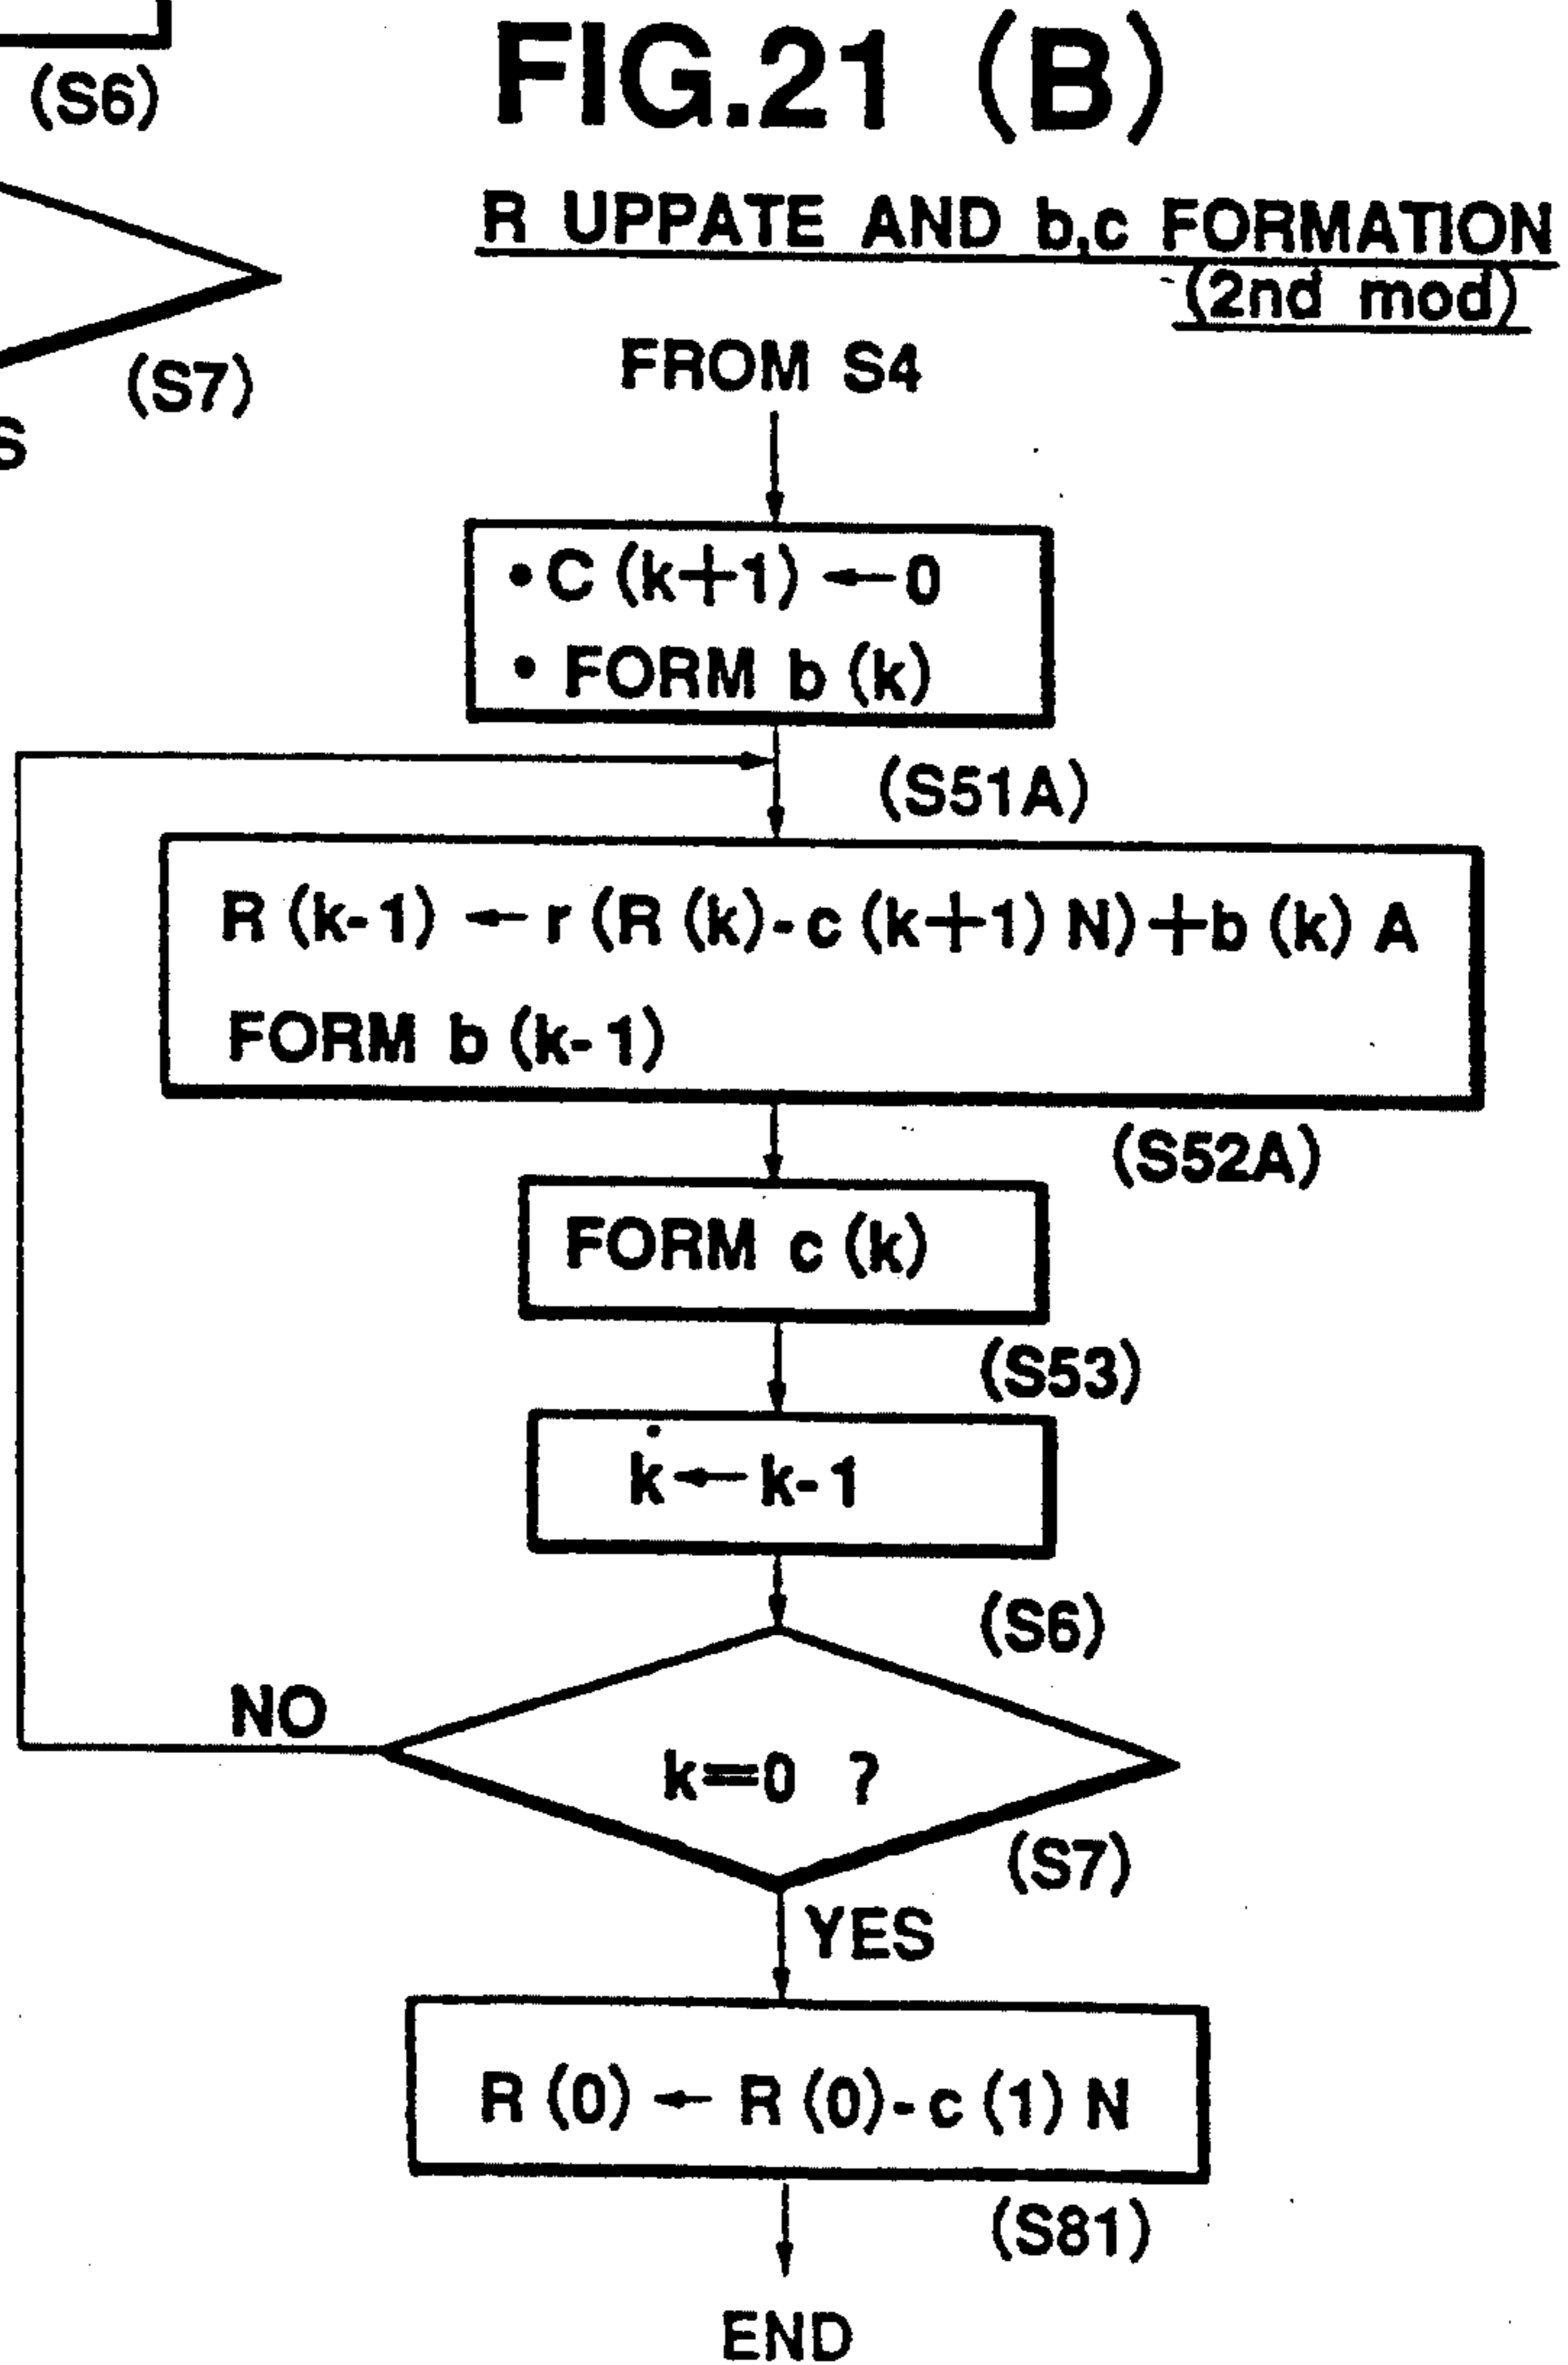 (S6)
FIG.21 (B)
R UPPATE AND b,c FORMATION
(2nd mod)
(S7)
S
FROM S4
•C (k+1) ←0
• FORM b (k)
(S51A)
R (k-1) ← r (R (k)-c (k+1) N)+b (k) A
FORM b (k-1)
(S52A)
FORM c (k)
(S53)
k←k-1
(S6)
NO
k=0 ?
(S7)
YES
R (0) ← R (0)-c (1) N
(S81)
END